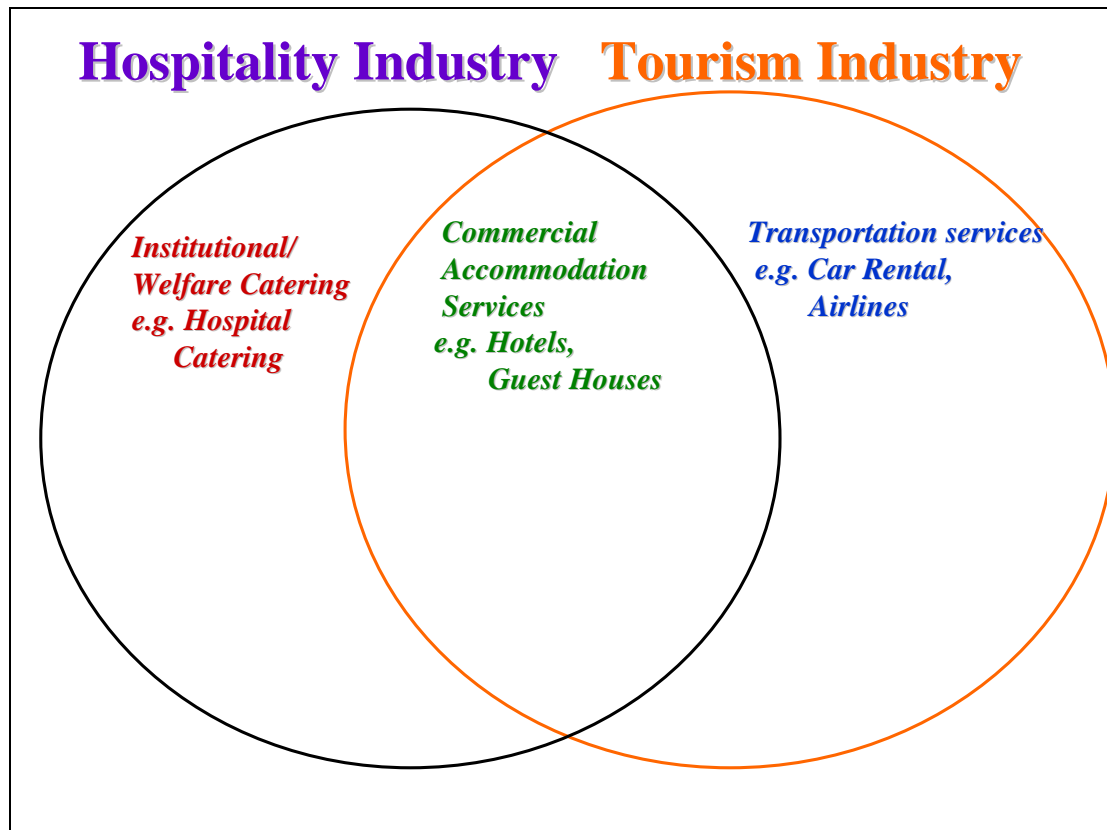 Hospitality Industry
Tourism Industry
Institutional/
Welfare Catering
e.g. Hospital
Catering
Commercial
Accommodation
Services
e.g. Hotels,
Guest Houses
Transportation services
e.g. Car Rental,
Airlines